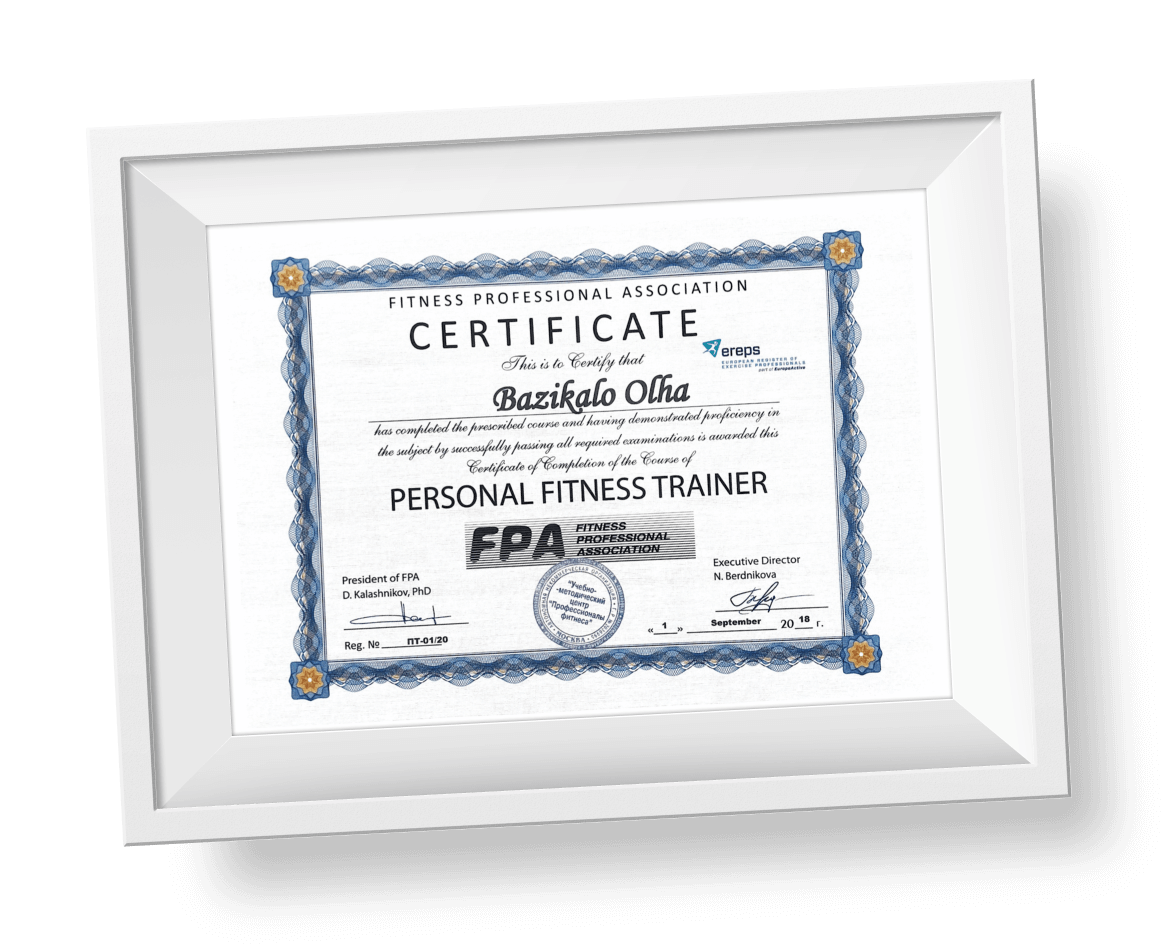 FITNESS PROFESSIONAL ASSOCIATION
CERTIFICATE
This is to Certify that
ereps
EUROPEAN REGISTER OF
EXERCISE PROFESSIONALS
part of EuropeActive
Bazikalo Olha
has completed the prescribed course and having demonstrated proficiency in
the subject by successfully passing all required examinations is awarded this
Certificate of Completion of the Course of
PERSONAL FITNESS TRAINER
FPA FITNESS
PROFESSIONAL
ASSOCIATION
President of FPA
D. Kalashnikov, PhD
Reg. № ПТ-01/20
"Учебно-
-методический
центр
"Профессионалы
фитнеса"
МОСКВА
Executive Director
N. Berdnikova
« 1 » September 20 18 г.